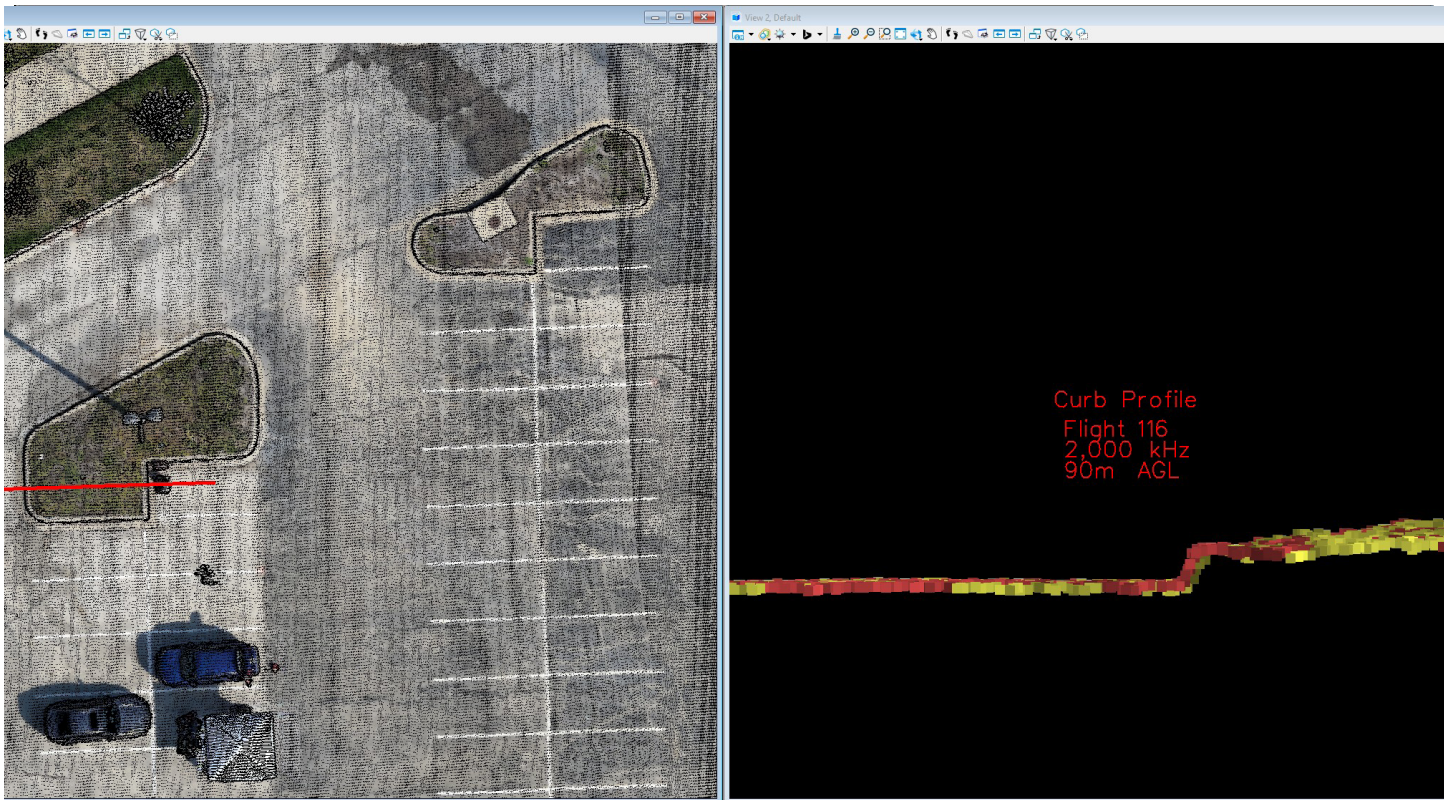 View 2, Default
Curb Profile
Flight 116
2,000 kHz
90m AGL